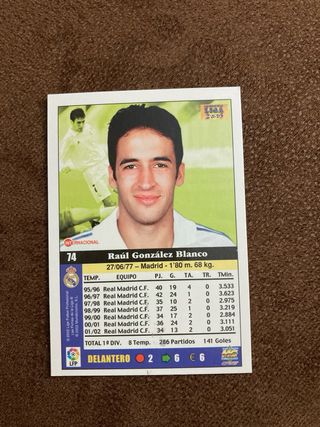 INTERNACIONAL
74 Raúl González Blanco
27/06/77 – Madrid - 1'80 m. 68 kg.
TEMP. EQUIPO PJ. G. TA. TR. TMin.
95/96 Real Madrid C.F. 40 19 4 0 3.533
96/97 Real Madrid C.F. 42 24 1 0 3.623
97/98 Real Madrid C.F. 35 10 2 0 2.975
98/99 Real Madrid C.F. 37 25 3 0 3.219
99/00 Real Madrid C.F. 34 17 2 0
00/01 Real Madrid C.F. 36 24 2 0
01/02 Real Madrid C.F. 34 13 2 0 3.051
TOTAL 1ª DIV. 8 Temp. 286 Partidos 141 Goles
LFP DELANTERO 2 6 € 6